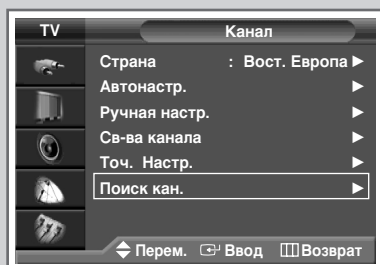 TV Канал
Страна : Вост. Европа
Автонастр.
Ручная настр.
Св-ва канала
Точ. Настр.
Поиск кан.
Перем. Ввод Возврат